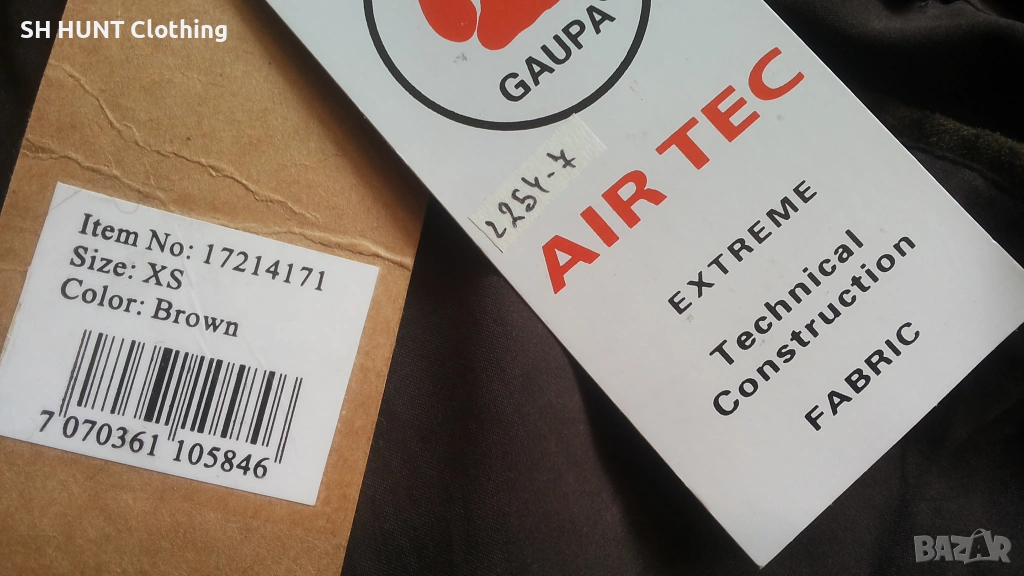 SH HUNT Clothing
Item No: 17214171
Size: XS
Color: Brown
7 070361 105846
GAUPA
2254-7
AIR TEC
EXTREME
Technical
Construction
FABRIC
BAZAR